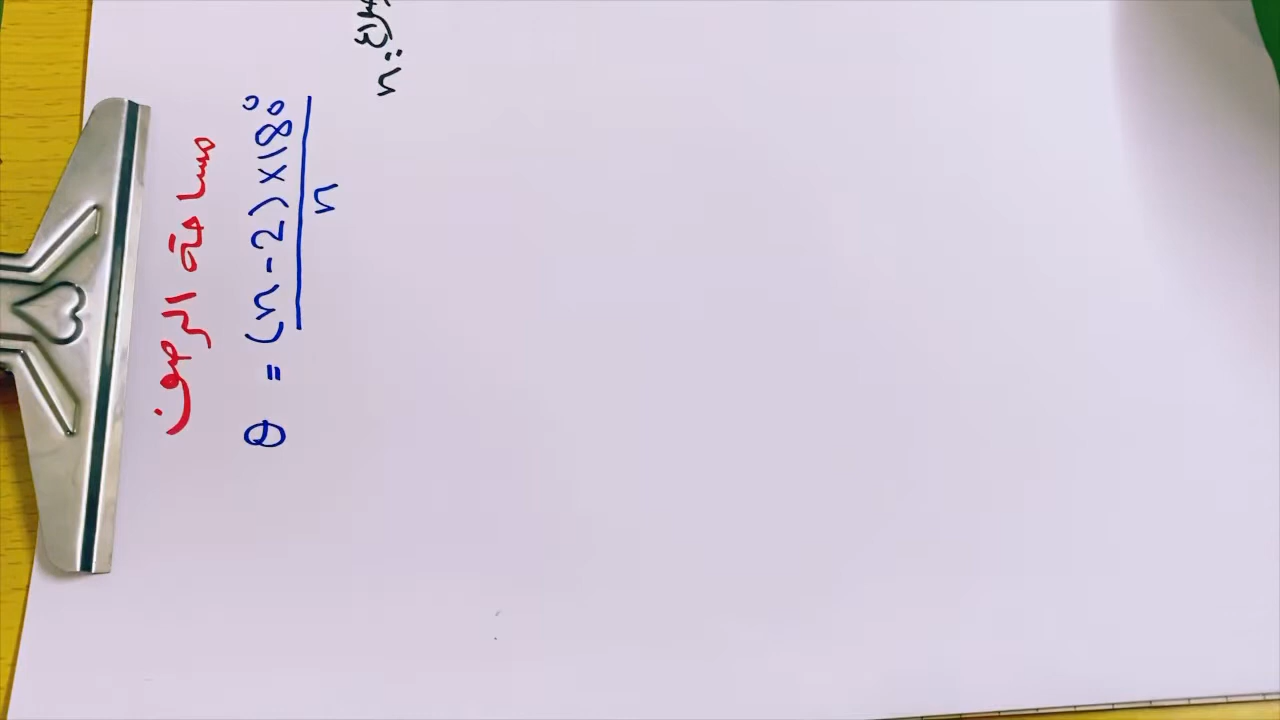 مساحة الرصف
θ = (n-2)×180°
n
n: